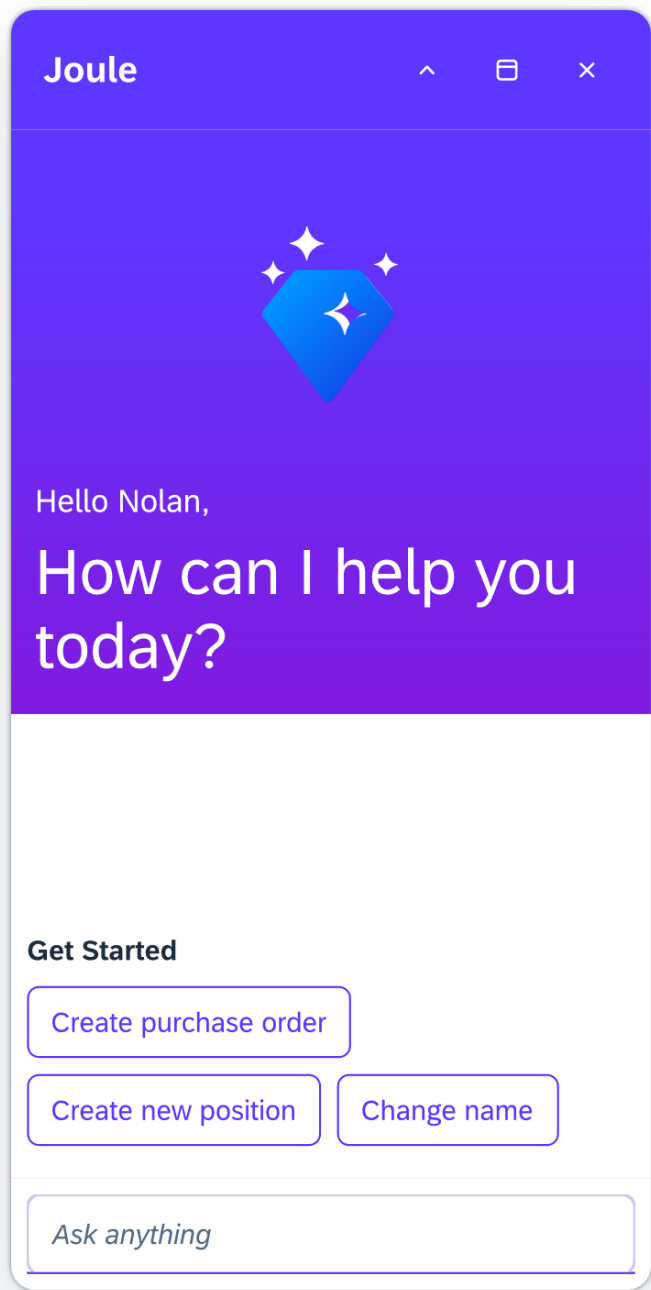 Joule
Hello Nolan,
How can I help you
today?
Get Started
Create purchase order
Create new position
Change name
Ask anything